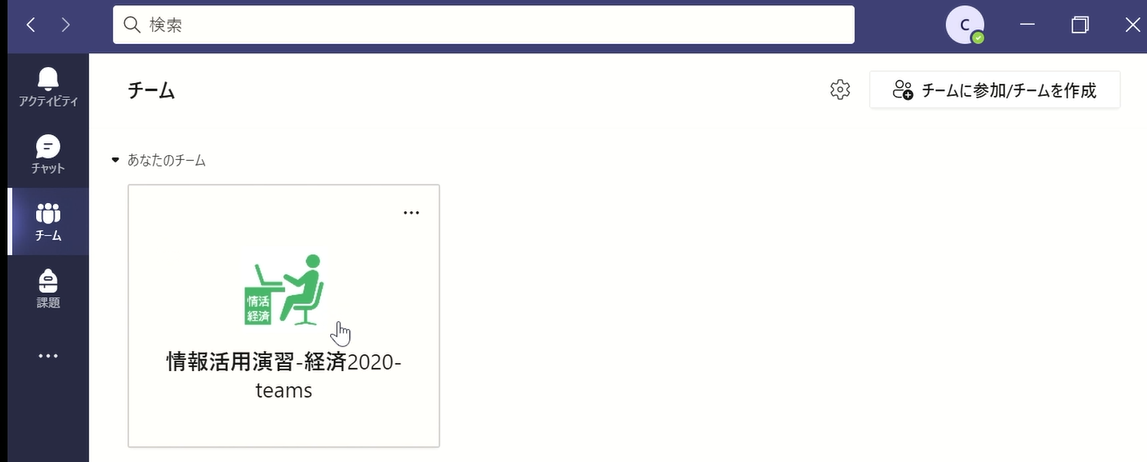 検索
C
アクティビティ
チャット
チーム
課題
チーム
チームに参加/チームを作成
あなたのチーム
情活
経済
情報活用演習-経済2020-
teams